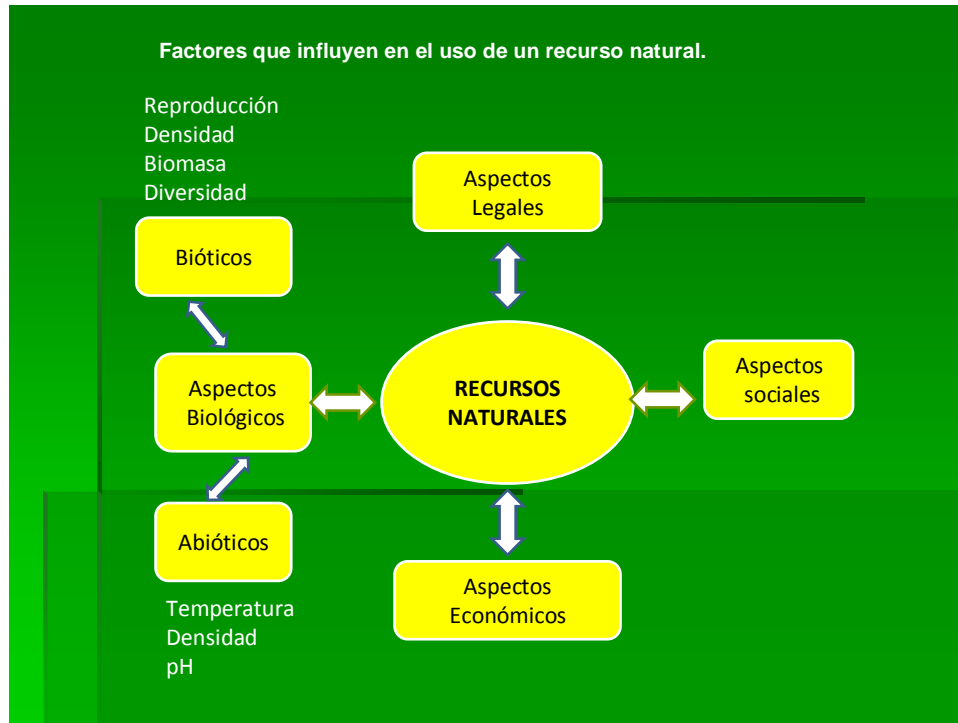 Factores que influyen en el uso de un recurso natural.
Reproducción
Densidad
Biomasa
Diversidad
Aspectos
Legales
Bióticos
Aspectos
Biológicos
RECURSOS
NATURALES
Aspectos
sociales
Abióticos
Aspectos
Económicos
Temperatura
Densidad
pH